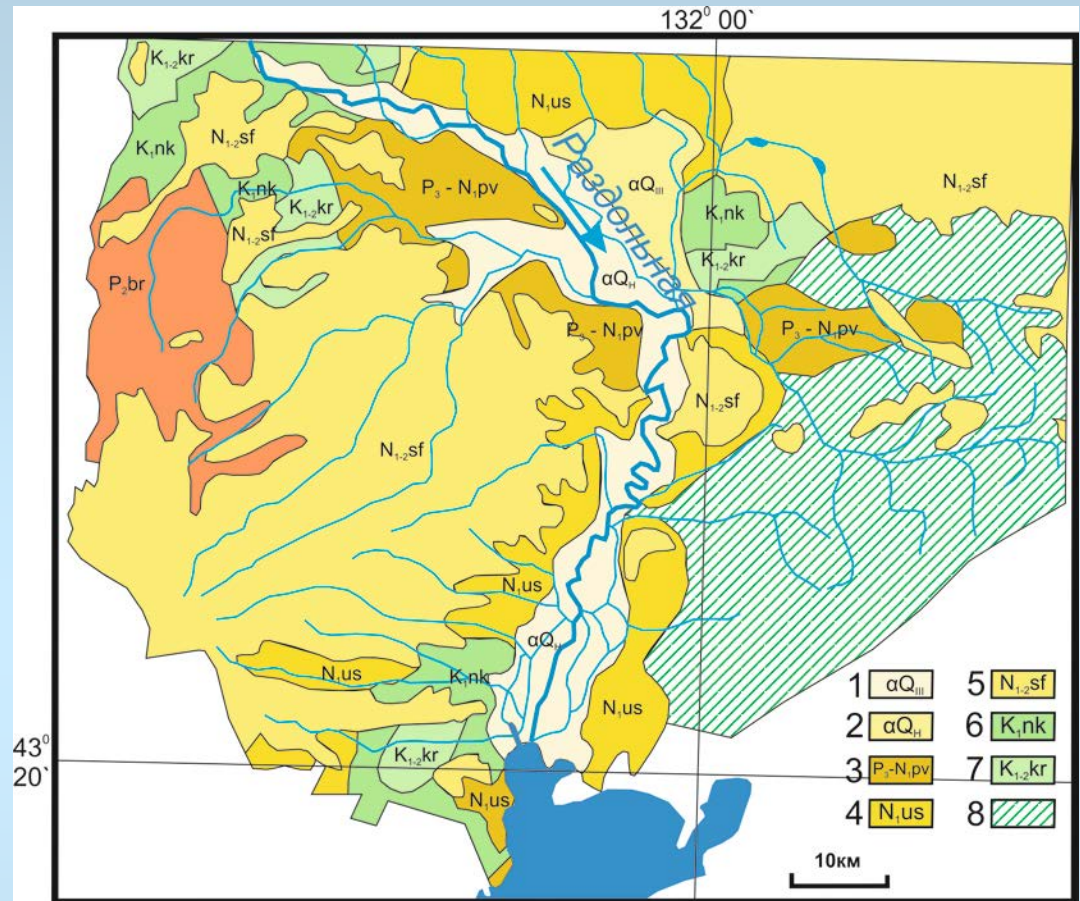 132⁰ 00`
K₁₋₂kr
N₁us
K₁nk
N₁₋₂sf
Раздольная
αQIII
P₃ - N₁pv
K₁nk
K₁₋₂kr
N₁₋₂sf
K₁nk
N₁₋₂sf
K₁₋₂kr
P₂br
αQH
P₃ - N₁pv
P₃ - N₁pv
N₁₋₂sf
N₁₋₂sf
N₁us
αQH
N₁us
K₁nk
N₁us
43⁰
20`
K₁₋₂kr
N₁us
1 αQIII
2 αQH
3 P₃-N₁pv
4 N₁us
5 N₁₋₂sf
6 K₁nk
7 K₁₋₂kr
8
10км